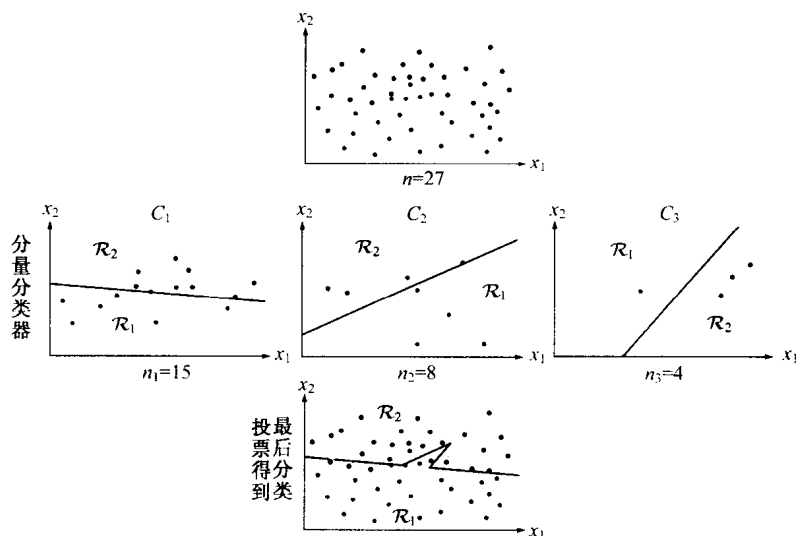 x₂
x₁
n=27
x₂
C₁
ℛ₂
ℛ₁
x₁
n₁=15
分量分类器
x₂
C₂
ℛ₂
ℛ₁
x₁
n₂=8
x₂
C₃
ℛ₁
ℛ₂
x₁
n₃=4
x₂
ℛ₂
ℛ₁
x₁
最后分类
投票得到